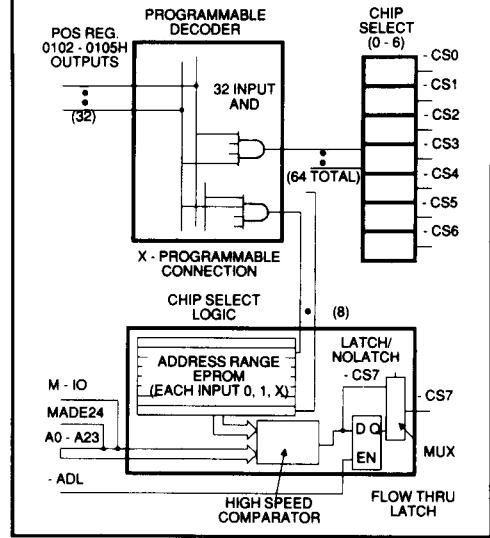 PROGRAMMABLE
DECODER
CHIP
SELECT
(0 - 6)
POS REG.
0102 - 0105H
OUTPUTS
(32)
32 INPUT
AND
- CS0
- CS1
- CS2
- CS3
- CS4
- CS5
- CS6
(64 TOTAL)
X - PROGRAMMABLE
CONNECTION
CHIP SELECT
LOGIC
(8)
ADDRESS RANGE
EPROM
(EACH INPUT 0, 1, X)
LATCH/
NOLATCH
- CS7
- CS7
M - IO
MADE24
A0 - A23
- ADL
D Q
EN
MUX
HIGH SPEED
COMPARATOR
FLOW THRU
LATCH